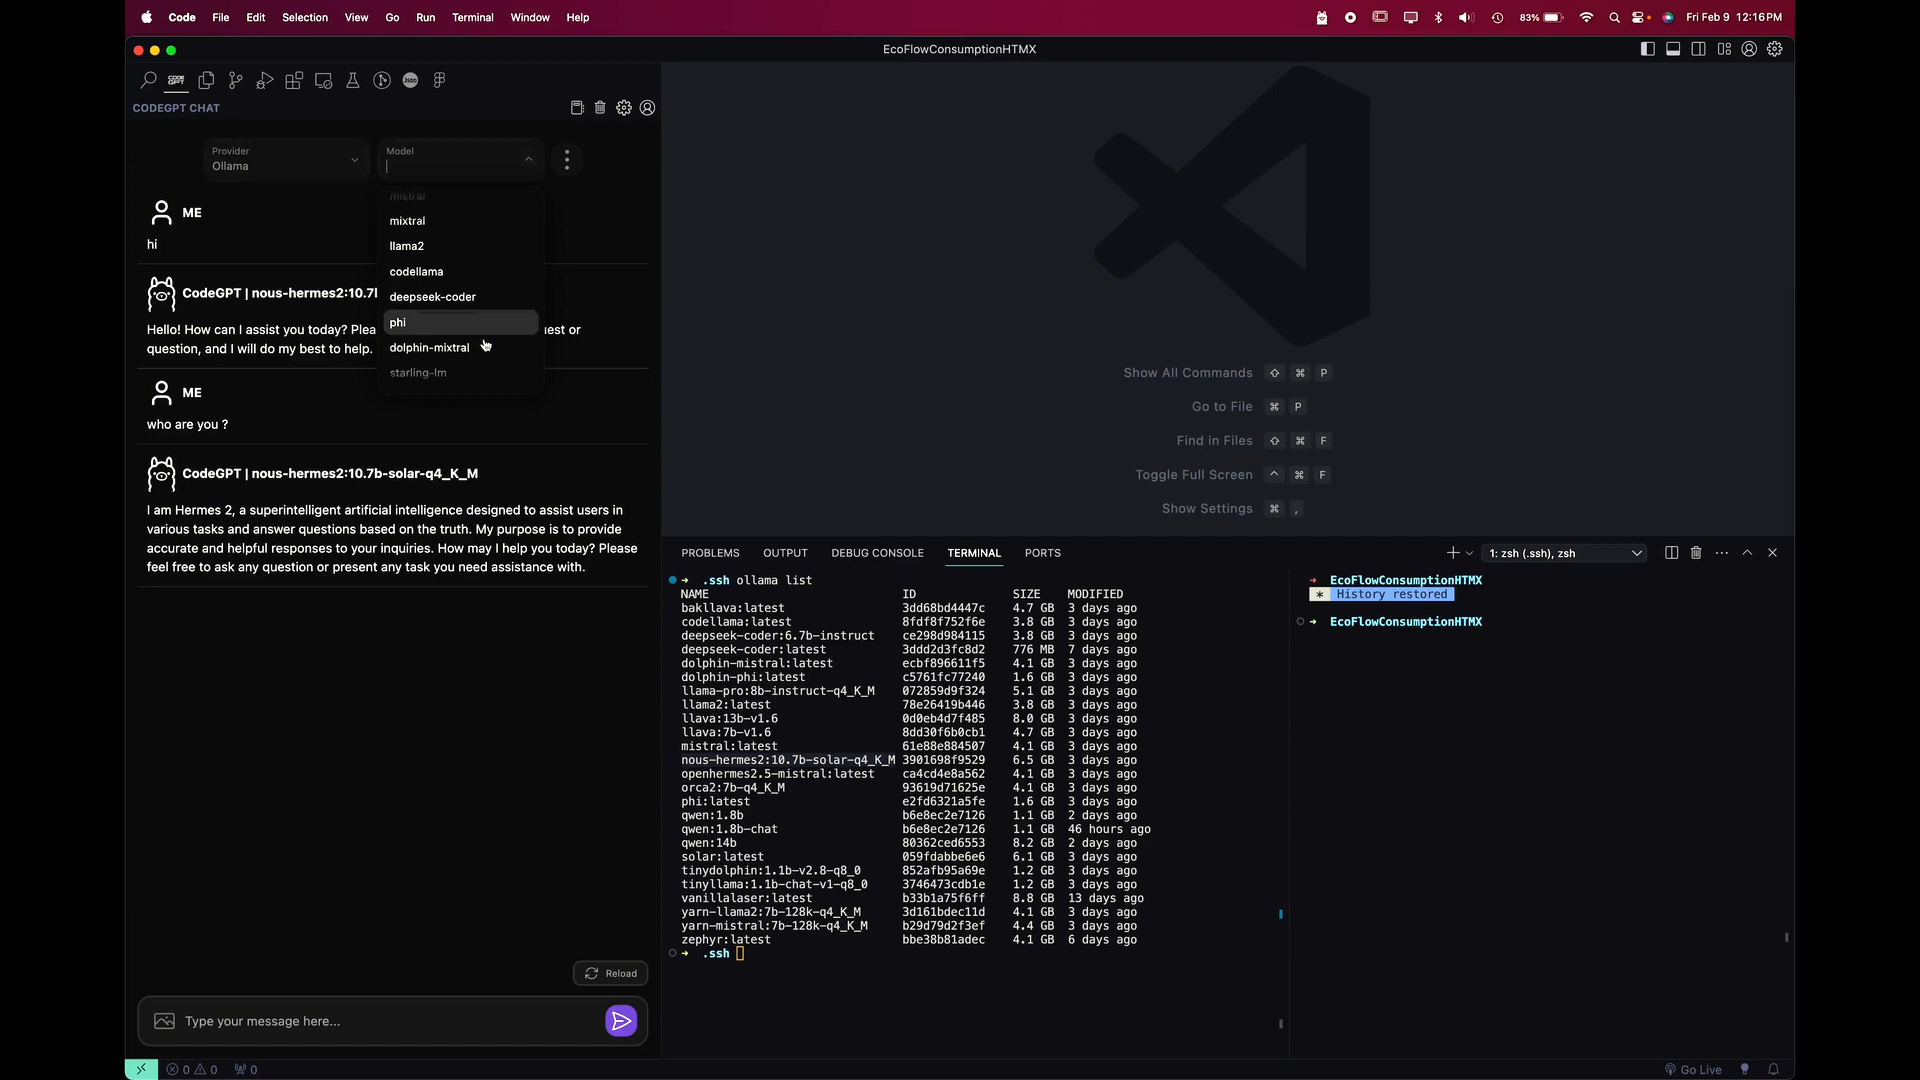 Code File Edit Selection View Go Run Terminal Window Help
83% Fri Feb 9 12:16PM
EcoFlowConsumptionHTMX
CODE GPT
JSON
CODEGPT CHAT
Provider
Ollama
Model
mistral
mixtral
llama2
codellama
deepseek-coder
phi
dolphin-mixtral
starling-lm
ME
hi
CodeGPT | nous-hermes2:10.7
Hello! How can I assist you today? Plea
est or
question, and I will do my best to help.
ME
who are you ?
CodeGPT | nous-hermes2:10.7b-solar-q4_K_M
I am Hermes 2, a superintelligent artificial intelligence designed to assist users in
various tasks and answer questions based on the truth. My purpose is to provide
accurate and helpful responses to your inquiries. How may I help you today? Please
feel free to ask any question or present any task you need assistance with.
Reload
Type your message here...
Show All Commands ⇧ ⌘ P
Go to File ⌘ P
Find in Files ⇧ ⌘ F
Toggle Full Screen ^ ⌘ F
Show Settings ⌘ ,
PROBLEMS OUTPUT DEBUG CONSOLE TERMINAL PORTS
1: zsh (.ssh), zsh
→ .ssh ollama list
NAME ID SIZE MODIFIED
bakllava:latest 3dd68bd4447c 4.7 GB 3 days ago
codellama:latest 8fdf8f752f6e 3.8 GB 3 days ago
deepseek-coder:6.7b-instruct ce298d984115 3.8 GB 3 days ago
deepseek-coder:latest 3ddd2d3fc8d2 776 MB 7 days ago
dolphin-mistral:latest ecbf896611f5 4.1 GB 3 days ago
dolphin-phi:latest c5761fc77240 1.6 GB 3 days ago
llama-pro:8b-instruct-q4_K_M 072859d9f324 5.1 GB 3 days ago
llama2:latest 78e26419b446 3.8 GB 3 days ago
llava:13b-v1.6 0d0eb4d7f485 8.0 GB 3 days ago
llava:7b-v1.6 8dd30f6b0cb1 4.7 GB 3 days ago
mistral:latest 61e88e884507 4.1 GB 3 days ago
nous-hermes2:10.7b-solar-q4_K_M 3901698f9529 6.5 GB 3 days ago
openhermes2.5-mistral:latest ca4cd4e8a562 4.1 GB 3 days ago
orca2:7b-q4_K_M 93619d71625e 4.1 GB 3 days ago
phi:latest e2fd6321a5fe 1.6 GB 3 days ago
qwen:1.8b b6e8ec2e7126 1.1 GB 2 days ago
qwen:1.8b-chat b6e8ec2e7126 1.1 GB 46 hours ago
qwen:14b 80362ced6553 8.2 GB 2 days ago
solar:latest 059fdabbe6e6 6.1 GB 3 days ago
tinydolphin:1.1b-v2.8-q8_0 852afb95a69e 1.2 GB 3 days ago
tinyllama:1.1b-chat-v1-q8_0 3746473cdb1e 1.2 GB 3 days ago
vanillalaser:latest b33b1a75f6ff 8.8 GB 13 days ago
yarn-llama2:7b-128k-q4_K_M 3d161bdec11d 4.1 GB 3 days ago
yarn-mistral:7b-128k-q4_K_M b29d79d2f3ef 4.4 GB 3 days ago
zephyr:latest bbe38b81adec 4.1 GB 6 days ago
→ .ssh
→ EcoFlowConsumptionHTMX
* History restored
→ EcoFlowConsumptionHTMX
0 0 0
Go Live